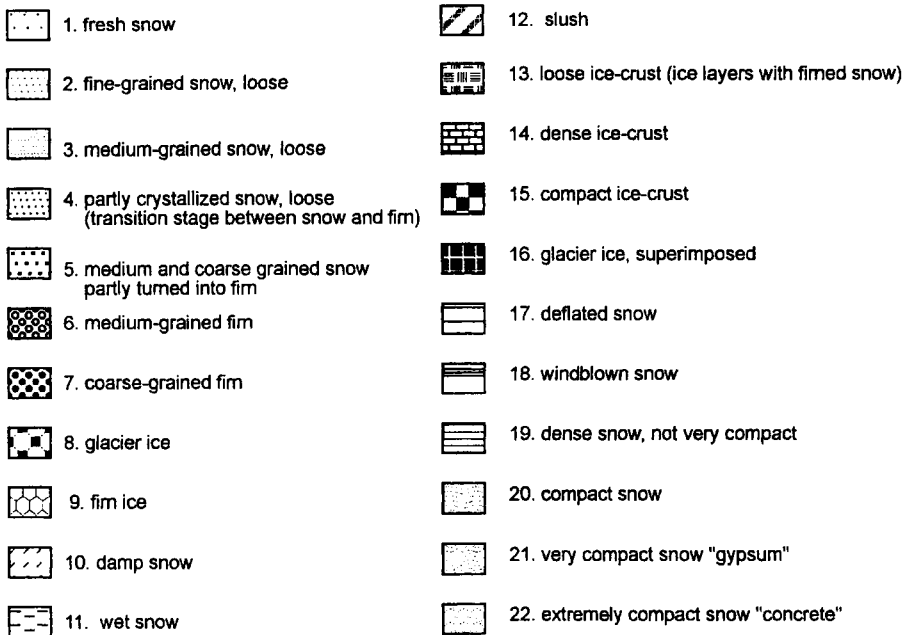 1. fresh snow
2. fine-grained snow, loose
3. medium-grained snow, loose
4. partly crystallized snow, loose
(transition stage between snow and firn)
5. medium and coarse grained snow
partly turned into firn
6. medium-grained firn
7. coarse-grained firn
8. glacier ice
9. firn ice
10. damp snow
11. wet snow
12. slush
13. loose ice-crust (ice layers with firned snow)
14. dense ice-crust
15. compact ice-crust
16. glacier ice, superimposed
17. deflated snow
18. windblown snow
19. dense snow, not very compact
20. compact snow
21. very compact snow "gypsum"
22. extremely compact snow "concrete"